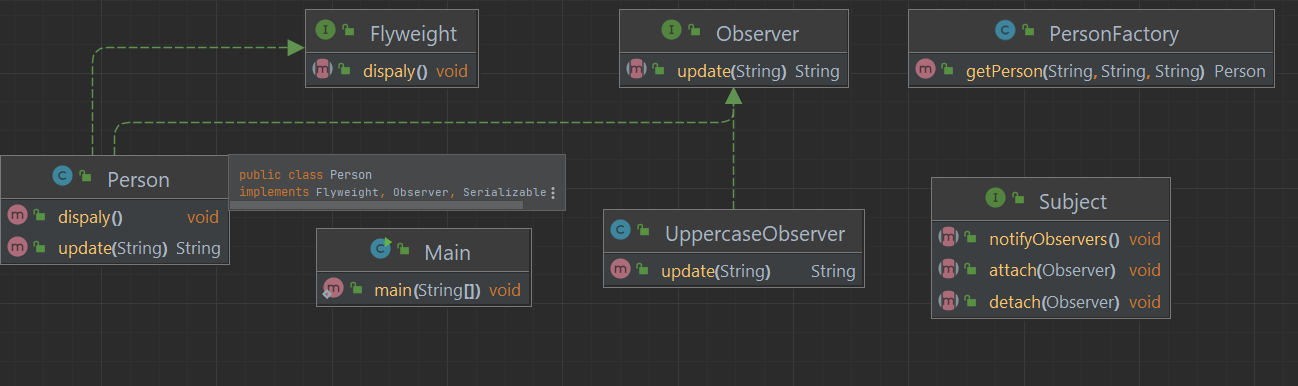 Flyweight
dispaly() void
Observer
update(String) String
PersonFactory
getPerson(String, String, String) Person
Person
dispaly() void
update(String) String
public class Person
implements Flyweight, Observer, Serializable
Main
main(String[]) void
UppercaseObserver
update(String) String
Subject
notifyObservers() void
attach(Observer) void
detach(Observer) void